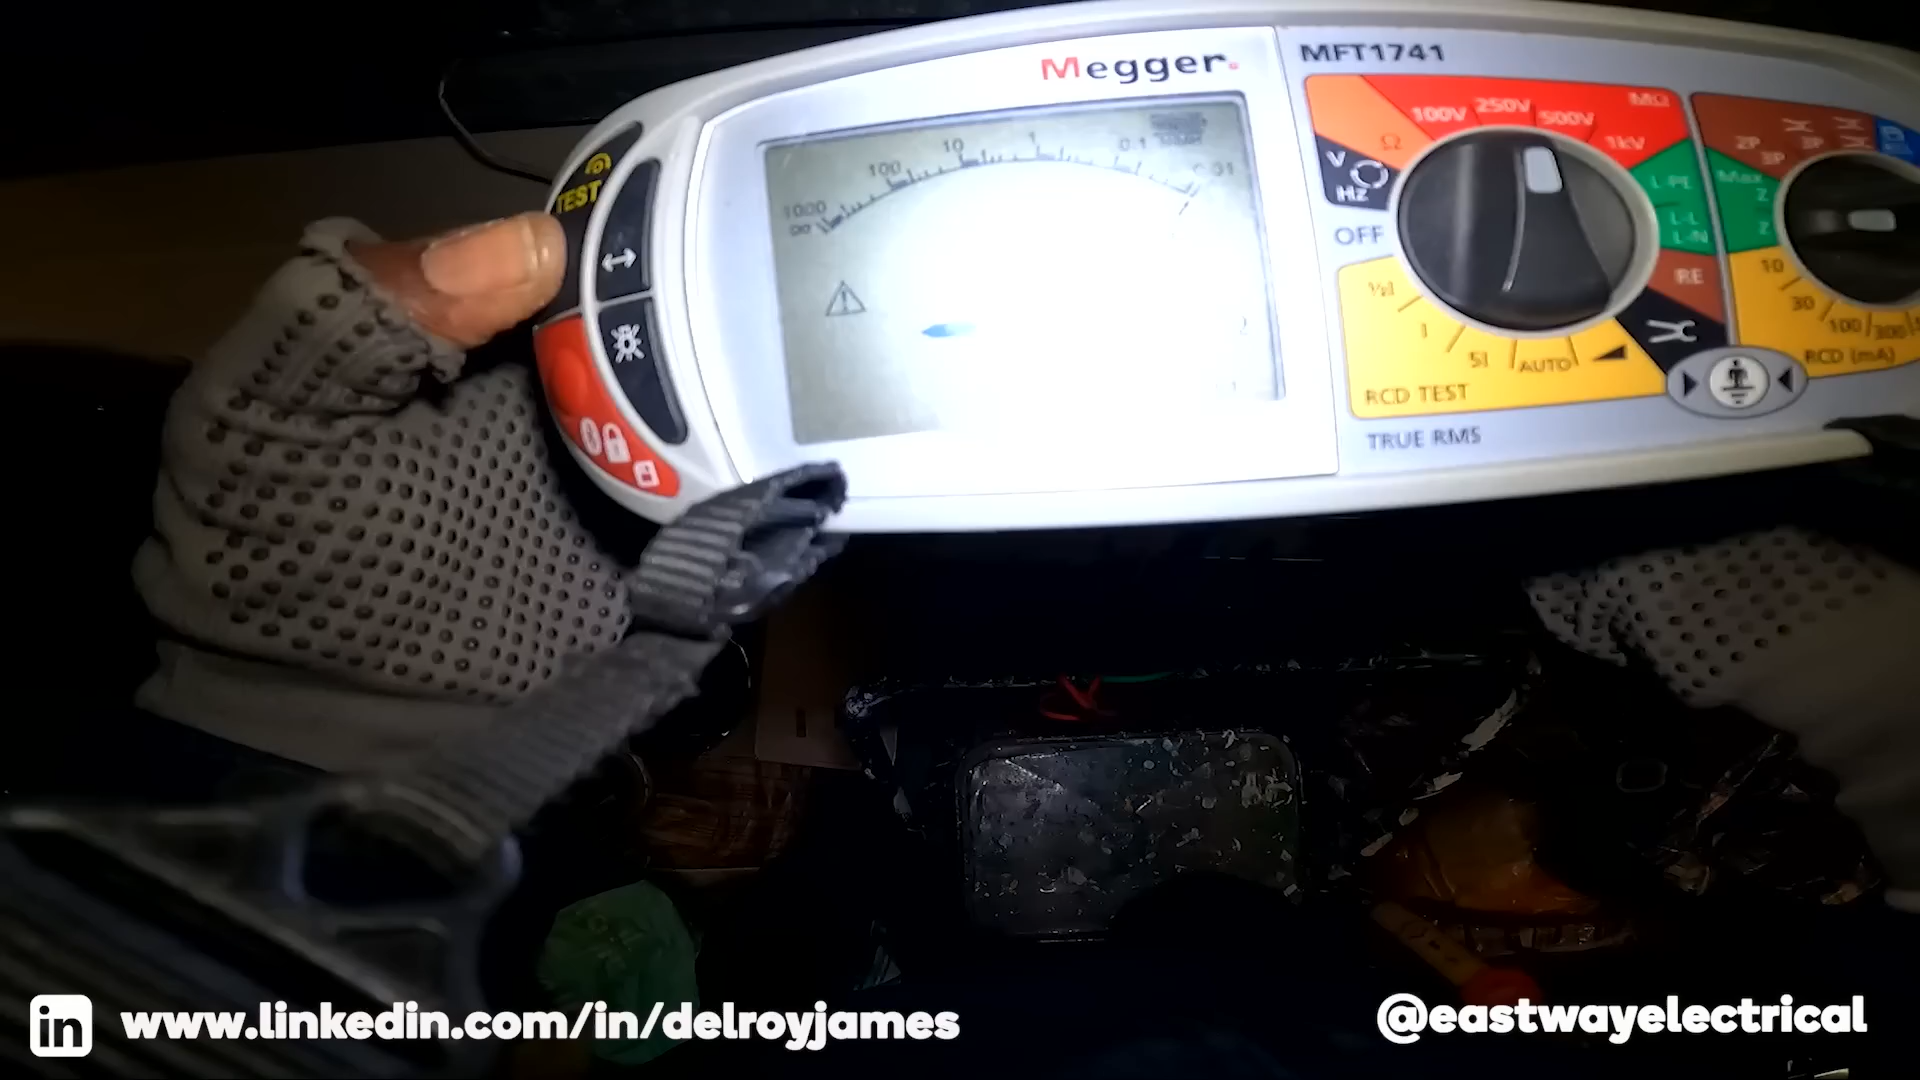 Megger.
MFT1741
TEST
1000
100
10
1
0.1
0.01
∞
100V
250V
500V
1kV
MΩ
Ω
V
Hz
OFF
L-PE
L-L
L-N
RE
½I
I
5I
AUTO
RCD TEST
TRUE RMS
2P
3P
3P
Max
Z
Z
10
30
100
300
RCD (mA)
in
www.linkedin.com/in/delroyjames
@eastwayelectrical